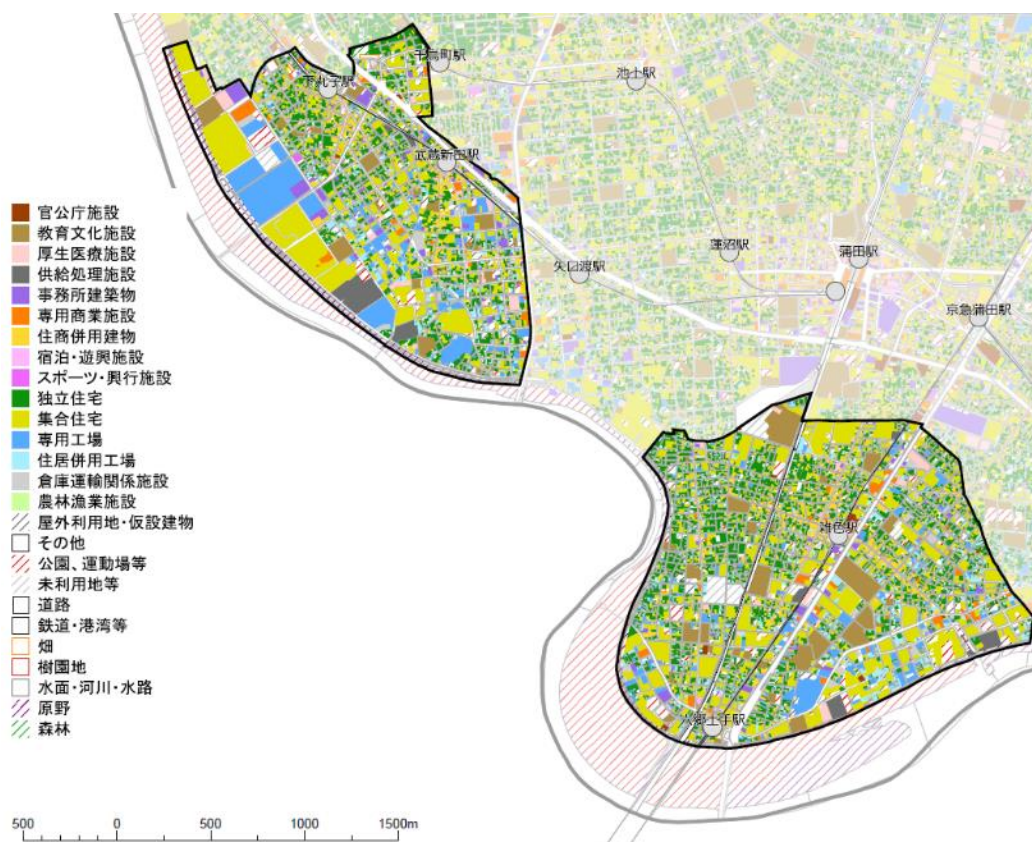 千鳥町駅
下丸子駅
池上駅
武蔵新田駅
蓮沼駅
蒲田駅
矢口渡駅
京急蒲田駅
雑色駅
六郷土手駅
官公庁施設
教育文化施設
厚生医療施設
供給処理施設
事務所建築物
専用商業施設
住商併用建物
宿泊・遊興施設
スポーツ・興行施設
独立住宅
集合住宅
専用工場
住居併用工場
倉庫運輸関係施設
農林漁業施設
屋外利用地・仮設建物
その他
公園、運動場等
未利用地等
道路
鉄道・港湾等
畑
樹園地
水面・河川・水路
原野
森林
500 0 500 1000 1500m